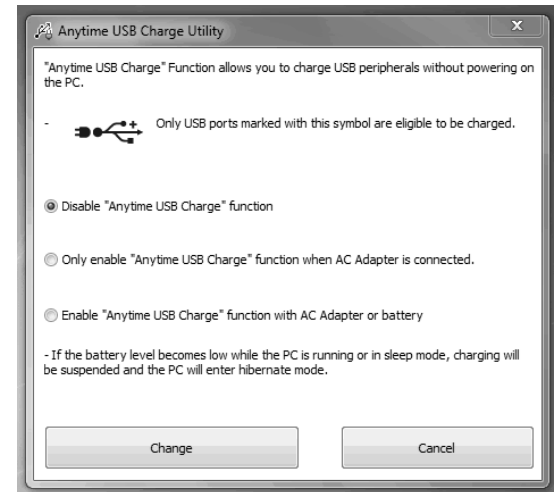 Anytime USB Charge Utility
X
"Anytime USB Charge" Function allows you to charge USB peripherals without powering on
the PC.
- Only USB ports marked with this symbol are eligible to be charged.
Disable "Anytime USB Charge" function
Only enable "Anytime USB Charge" function when AC Adapter is connected.
Enable "Anytime USB Charge" function with AC Adapter or battery
- If the battery level becomes low while the PC is running or in sleep mode, charging will
be suspended and the PC will enter hibernate mode.
Change Cancel